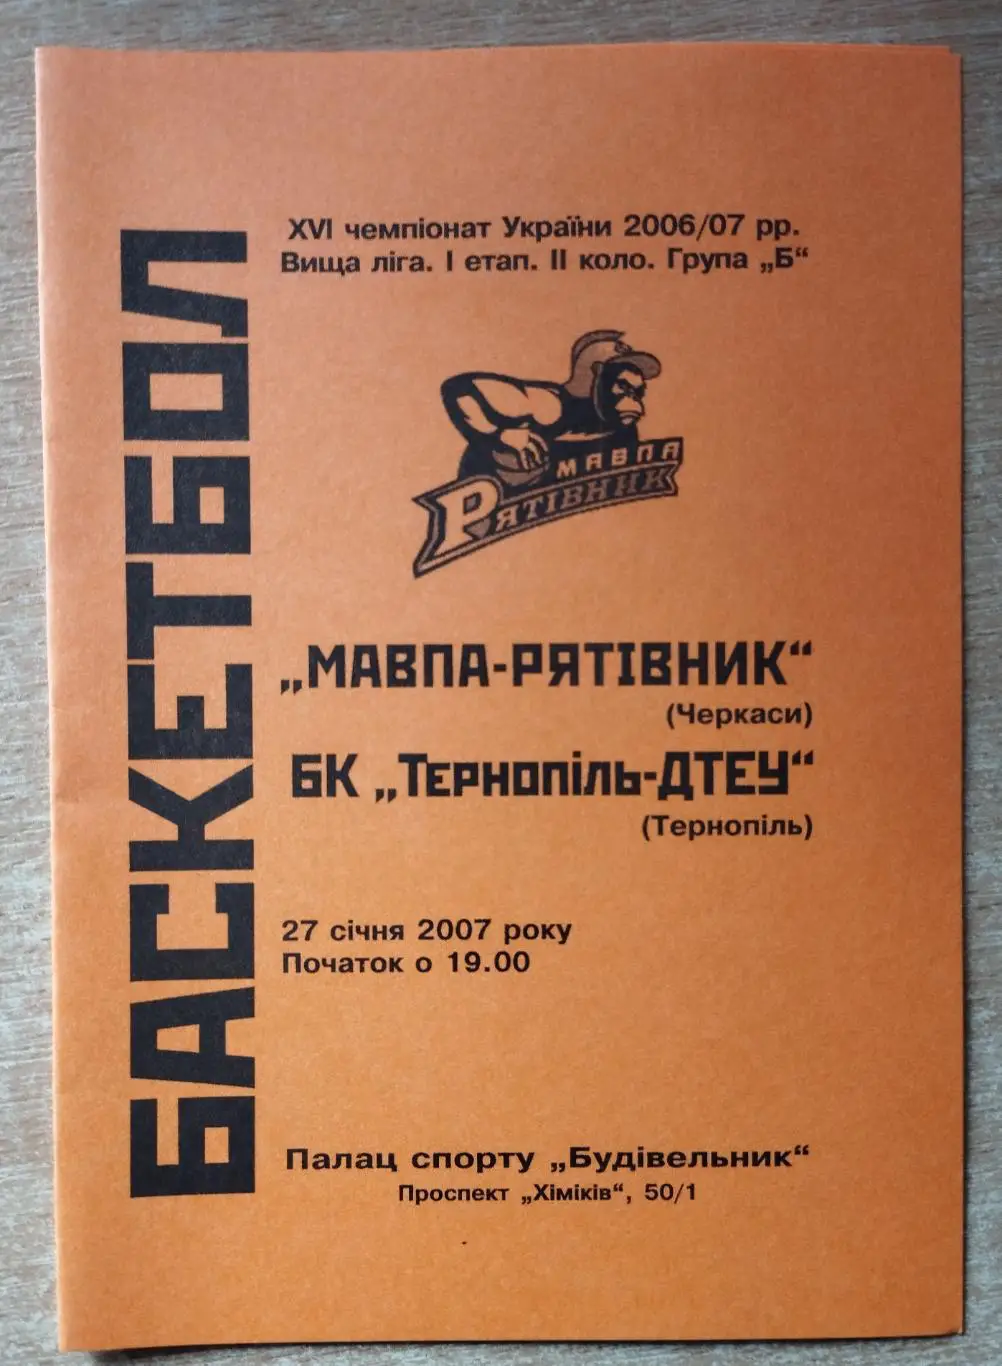 БАСКЕТБОЛ
XVI чемпіонат України 2006/07 рр.
Вища ліга. I етап. II коло. Група „Б“
МАВПА
РЯТІВНИК
„МАВПА-РЯТІВНИК“
(Черкаси)
БК „ТЕРНОПІЛЬ-ДТЕУ“
(Тернопіль)
27 січня 2007 року
Початок о 19.00
Палац спорту „Будівельник“
Проспект „Хіміків“, 50/1